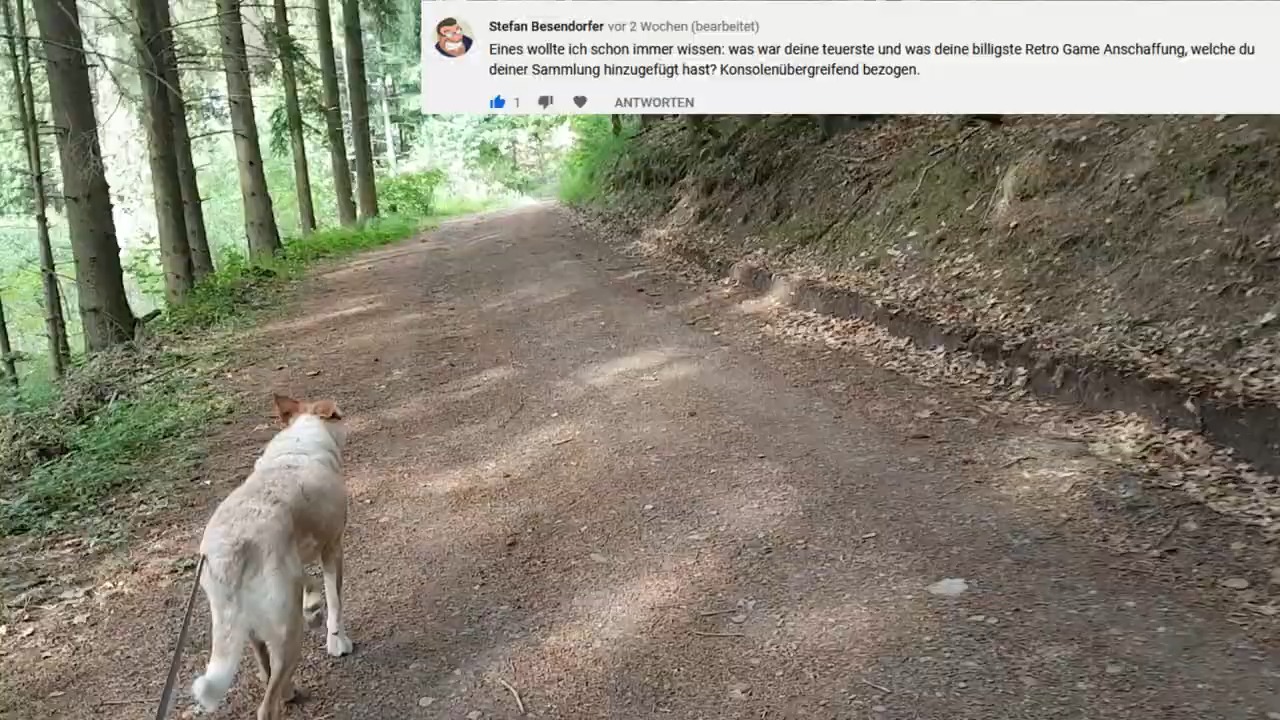 Stefan Besendorfer vor 2 Wochen (bearbeitet)
Eines wollte ich schon immer wissen: was war deine teuerste und was deine billigste Retro Game Anschaffung, welche du
deiner Sammlung hinzugefügt hast? Konsolenübergreifend bezogen.
1 ANTWORTEN